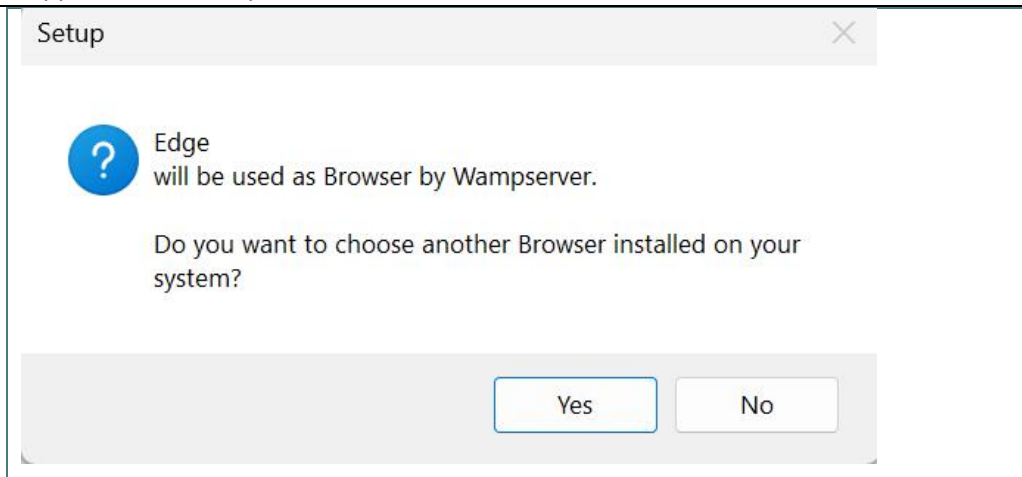 Setup
Edge
will be used as Browser by Wampserver.
Do you want to choose another Browser installed on your
system?
Yes
No